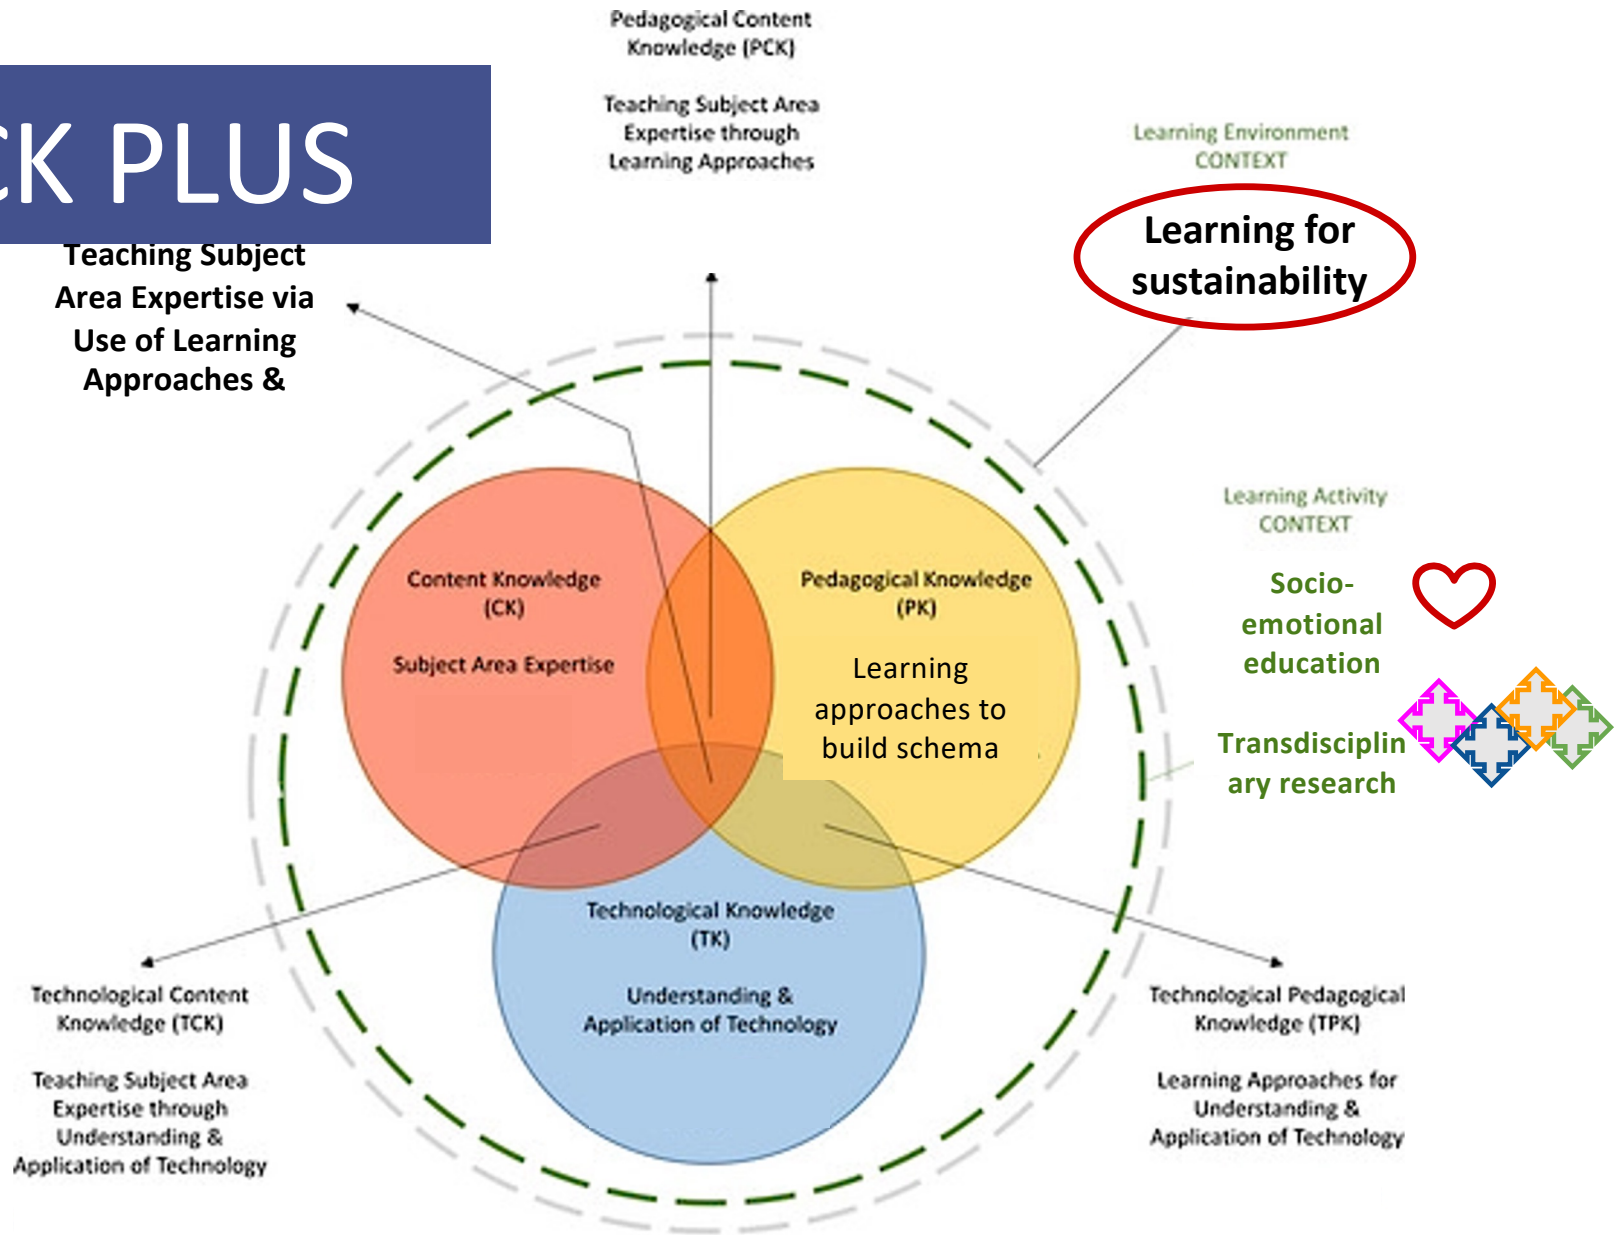 Pedagogical Content
Knowledge (PCK)
Teaching Subject Area
Expertise through
Learning Approaches
CK PLUS
Teaching Subject
Area Expertise via
Use of Learning
Approaches &
Learning Environment
CONTEXT
Learning for
sustainability
Content Knowledge
(CK)
Subject Area Expertise
Pedagogical Knowledge
(PK)
Learning
approaches to
build schema
Learning Activity
CONTEXT
Socio-
emotional
education
Transdisciplin
ary research
Technological Knowledge
(TK)
Understanding &
Application of Technology
Technological Content
Knowledge (TCK)
Teaching Subject Area
Expertise through
Understanding &
Application of Technology
Technological Pedagogical
Knowledge (TPK)
Learning Approaches for
Understanding &
Application of Technology